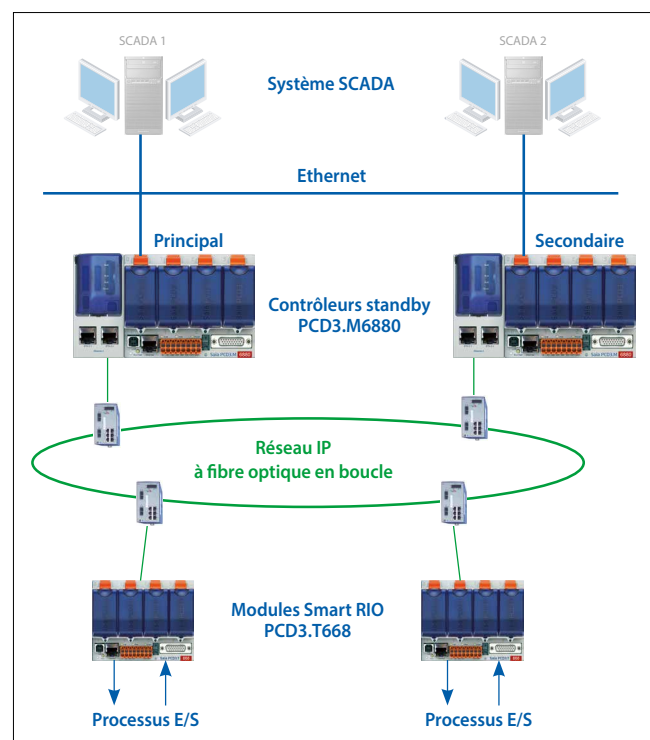 SCADA 1
SCADA 2
Système SCADA
Ethernet
Principal
Secondaire
Contrôleurs standby
PCD3.M6880
Réseau IP
à fibre optique en boucle
Modules Smart RIO
PCD3.T668
Processus E/S
Processus E/S